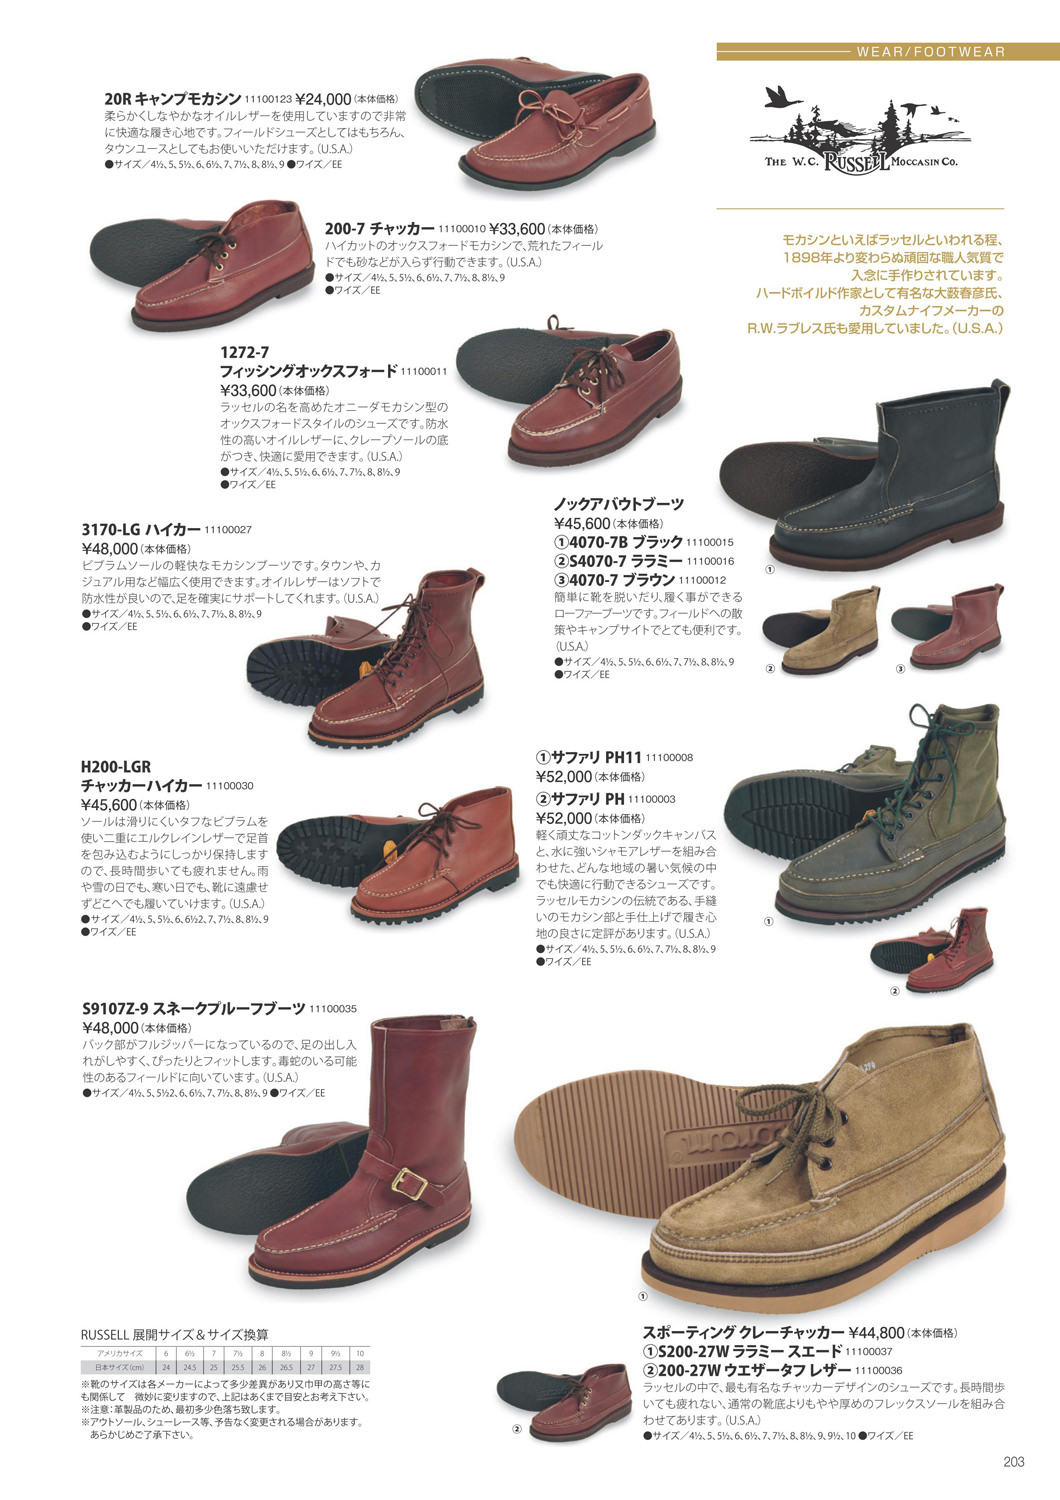 WEAR/FOOTWEAR
THE W.C. RUSSELL MOCCASIN CO.
モカシンといえばラッセルといわれる程、
1898年より変わらぬ頑固な職人気質で
入念に手作りされています。
ハードボイルド作家として有名な大薮春彦氏、
カスタムナイフメーカーの
R.W.ラブレス氏も愛用していました。(U.S.A.)
20R キャンプモカシン 11100123 ¥24,000(本体価格)
柔らかくしなやかなオイルレザーを使用していますので非常
に快適な履き心地です。フィールドシューズとしてはもちろん、
タウンユースとしてもお使いいただけます。(U.S.A.)
●サイズ/4½、5、5½、6、6½、7、7½、8、8½、9 ●ワイズ/EE
200-7 チャッカー 11100010 ¥33,600(本体価格)
ハイカットのオックスフォードモカシンで、荒れたフィール
ドでも砂などが入らず行動できます。(U.S.A.)
●サイズ/4½、5、5½、6、6½、7、7½、8、8½、9
●ワイズ/EE
1272-7
フィッシングオックスフォード 11100011
¥33,600(本体価格)
ラッセルの名を高めたオニーダモカシン型の
オックスフォードスタイルのシューズです。防水
性の高いオイルレザーに、クレープソールの底
がつき、快適に愛用できます。(U.S.A.)
●サイズ/4½、5、5½、6、6½、7、7½、8、8½、9
●ワイズ/EE
ノックアバウトブーツ
¥45,600(本体価格)
①4070-7B ブラック 11100015
②S4070-7 ララミー 11100016
③4070-7 ブラウン 11100012
簡単に靴を脱いだり、履く事ができる
ローファーブーツです。フィールドへの散
策やキャンプサイトでとても便利です。
(U.S.A.)
●サイズ/4½、5、5½、6、6½、7、7½、8、8½、9
●ワイズ/EE
①
②
③
3170-LG ハイカー 11100027
¥48,000(本体価格)
ビブラムソールの軽快なモカシンブーツです。タウンや、カ
ジュアル用など幅広く使用できます。オイルレザーはソフトで
防水性が良いので、足を確実にサポートしてくれます。(U.S.A.)
●サイズ/4½、5、5½、6、6½、7、7½、8、8½、9
●ワイズ/EE
H200-LGR
チャッカーハイカー 11100030
¥45,600(本体価格)
ソールは滑りにくいタフなビブラムを
使い二重にエルクレインレザーで足首
を包み込むようにしっかり保持します
ので、長時間歩いても疲れません。雨
や雪の日でも、寒い日でも、靴に遠慮せ
ずどこへでも履いていけます。(U.S.A.)
●サイズ/4½、5、5½、6、6½2、7、7½、8、8½、9
●ワイズ/EE
①サファリ PH11 11100008
¥52,000(本体価格)
②サファリ PH 11100003
¥52,000(本体価格)
軽く頑丈なコットンダックキャンバス
と、水に強いシャモアレザーを組み合
わせた、どんな地域の暑い気候の中
でも快適に行動できるシューズです。
ラッセルモカシンの伝統である、手縫
いのモカシン部と手仕上げで履き心
地の良さに定評があります。(U.S.A.)
●サイズ/4½、5、5½、6、6½、7、7½、8、8½、9
●ワイズ/EE
①
②
S9107Z-9 スネークプルーフブーツ 11100035
¥48,000(本体価格)
バック部がフルジッパーになっているので、足の出し入
れがしやすく、ぴったりとフィットします。毒蛇のいる可能
性のあるフィールドに向いています。(U.S.A.)
●サイズ/4½、5、5½2、6、6½、7、7½、8、8½、9 ●ワイズ/EE
①
スポーティング クレーチャッカー ¥44,800(本体価格)
①S200-27W ララミー スエード 11100037
②200-27W ウエザータフ レザー 11100036
ラッセルの中で、最も有名なチャッカーデザインのシューズです。長時間歩
いても疲れない、通常の靴底よりもやや厚めのフレックスソールを組み合
わせてあります。(U.S.A.)
●サイズ/4½、5、5½、6、6½、7、7½、8、8½、9、9½、10 ●ワイズ/EE
②
RUSSELL 展開サイズ&サイズ換算
アメリカサイズ 6 6½ 7 7½ 8 8½ 9 9½ 10
日本サイズ(cm) 24 24.5 25 25.5 26 26.5 27 27.5 28
※靴のサイズは各メーカーによって多少差異があり又巾甲の高さ等に
も関係して 微妙に変りますので、上記はあくまで目安とお考え下さい。
※注意:革製品のため、最初多少色落ち致します。
※アウトソール、シューレース等、予告なく変更される場合があります。
あらかじめご了承下さい。
203